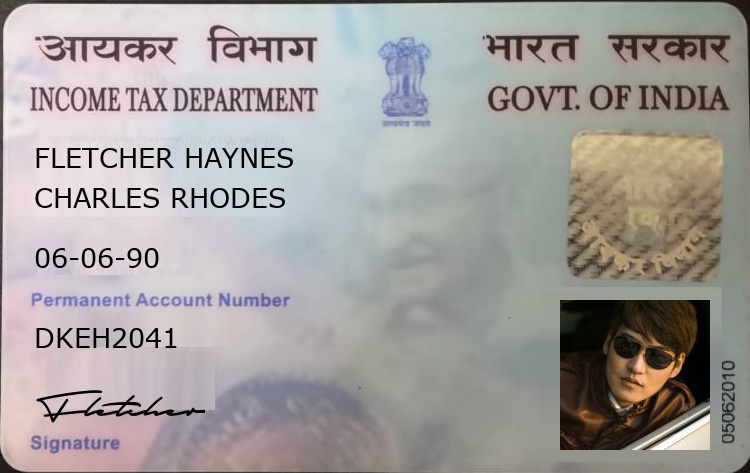 आयकर विभाग
भारत सरकार
INCOME TAX DEPARTMENT
GOVT. OF INDIA
सत्यमेव जयते
FLETCHER HAYNES
CHARLES RHODES
06-06-90
Permanent Account Number
DKEH2041
Fletcher
Signature
05062010